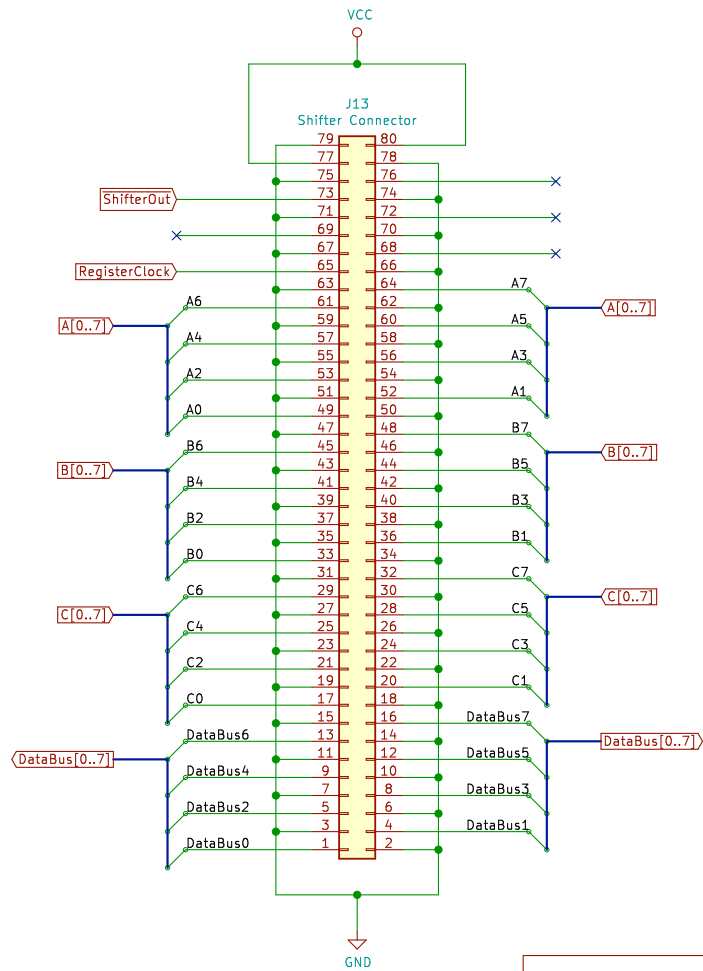 VCC
J13
Shifter Connector
79 80
77 78
75 76
ShifterOut 73 74
71 72
69 70
67 68
RegisterClock 65 66
63 64 A7
A6 61 62 A[0..7]
A[0..7] 59 60 A5
A4 57 58
55 56 A3
A2 53 54
51 52 A1
A0 49 50
47 48 B7
B6 45 46 B[0..7]
B[0..7] 43 44 B5
B4 41 42
39 40 B3
B2 37 38
35 36 B1
B0 33 34
31 32 C7
C6 29 30 C[0..7]
C[0..7] 27 28 C5
C4 25 26
23 24 C3
C2 21 22
19 20 C1
C0 17 18
15 16 DataBus7
DataBus6 13 14 DataBus[0..7]
DataBus[0..7] 11 12 DataBus5
DataBus4 9 10
7 8 DataBus3
DataBus2 5 6
3 4 DataBus1
DataBus0 1 2
GND